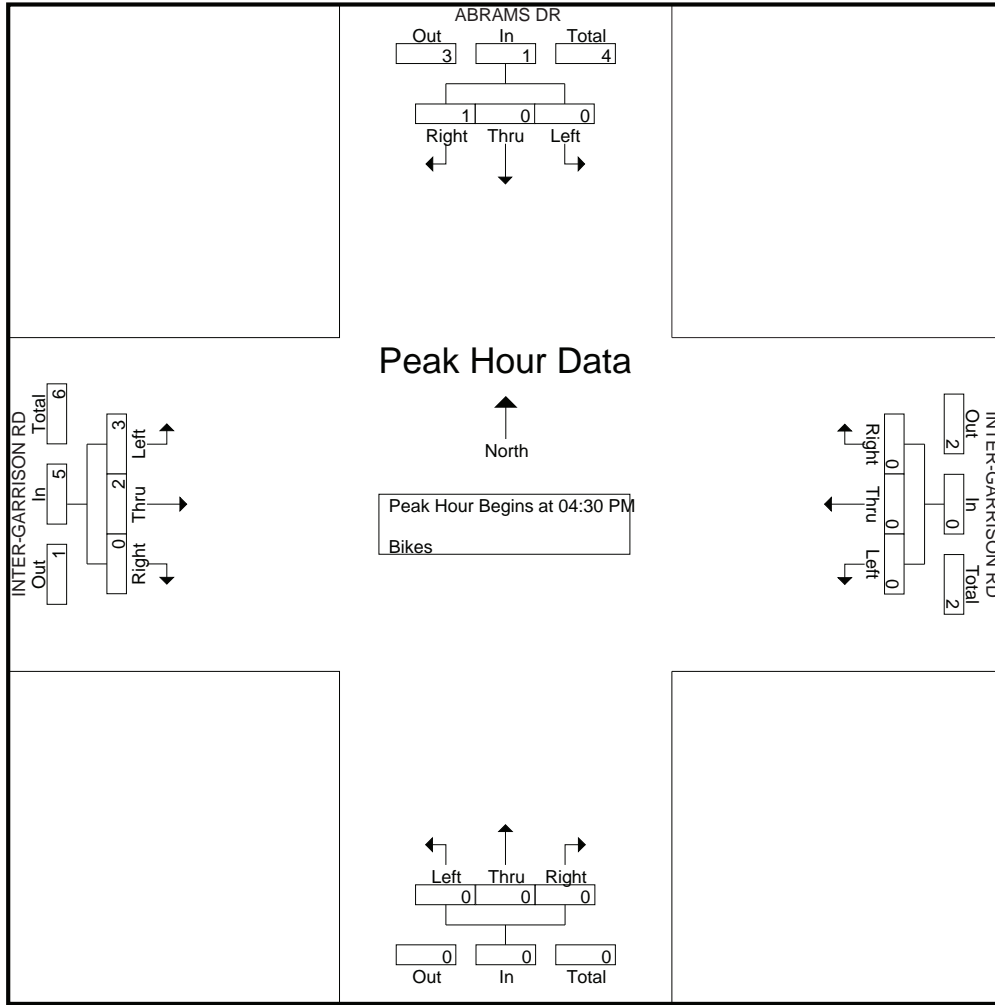 ABRAMS DR
Out In Total
3 1 4
1 0 0
Right Thru Left
Peak Hour Data
North
Peak Hour Begins at 04:30 PM
Bikes
INTER-GARRISON RD
Out In Total
1 5 6
0 2 3
Right Thru Left
INTER-GARRISON RD
Out In Total
2 0 2
0 0 0
Right Thru Left
Left Thru Right
0 0 0
0 0 0
Out In Total